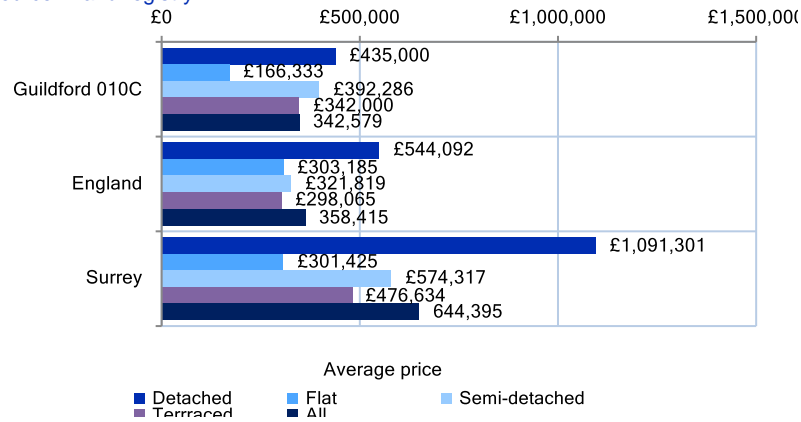 £0 £500,000 £1,000,000 £1,500,000
£435,000
£166,333
Guildford 010C £392,286
£342,000
342,579
£544,092
£303,185
England £321,819
£298,065
358,415
£1,091,301
£301,425
Surrey £574,317
£476,634
644,395
Average price
Detached Flat Semi-detached
Terrraced All